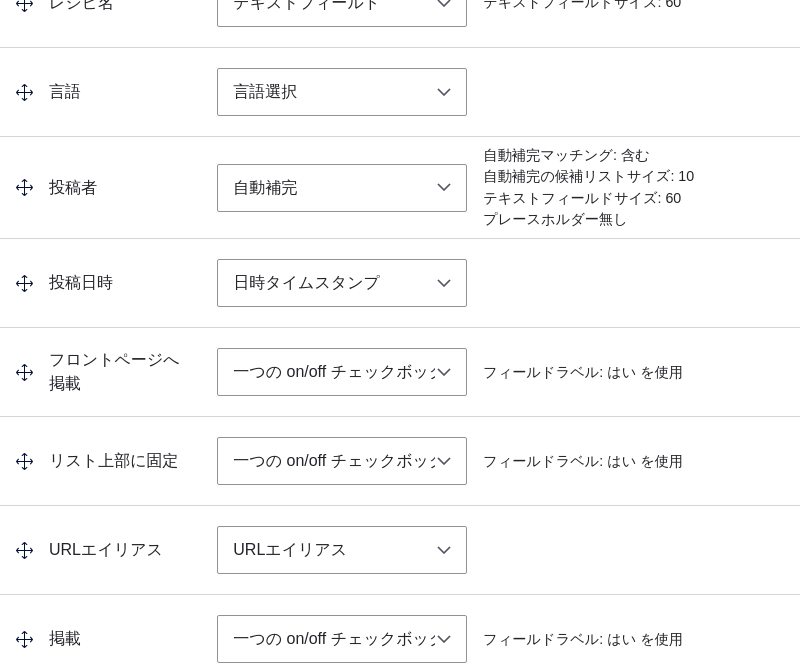 レシピ名
テキストフィールド
テキストフィールドサイズ: 60
言語
言語選択
投稿者
自動補完
自動補完マッチング: 含む
自動補完の候補リストサイズ: 10
テキストフィールドサイズ: 60
プレースホルダー無し
投稿日時
日時タイムスタンプ
フロントページへ
掲載
一つの on/off チェックボック
フィールドラベル: はい を使用
リスト上部に固定
一つの on/off チェックボック
フィールドラベル: はい を使用
URLエイリアス
URLエイリアス
掲載
一つの on/off チェックボック
フィールドラベル: はい を使用